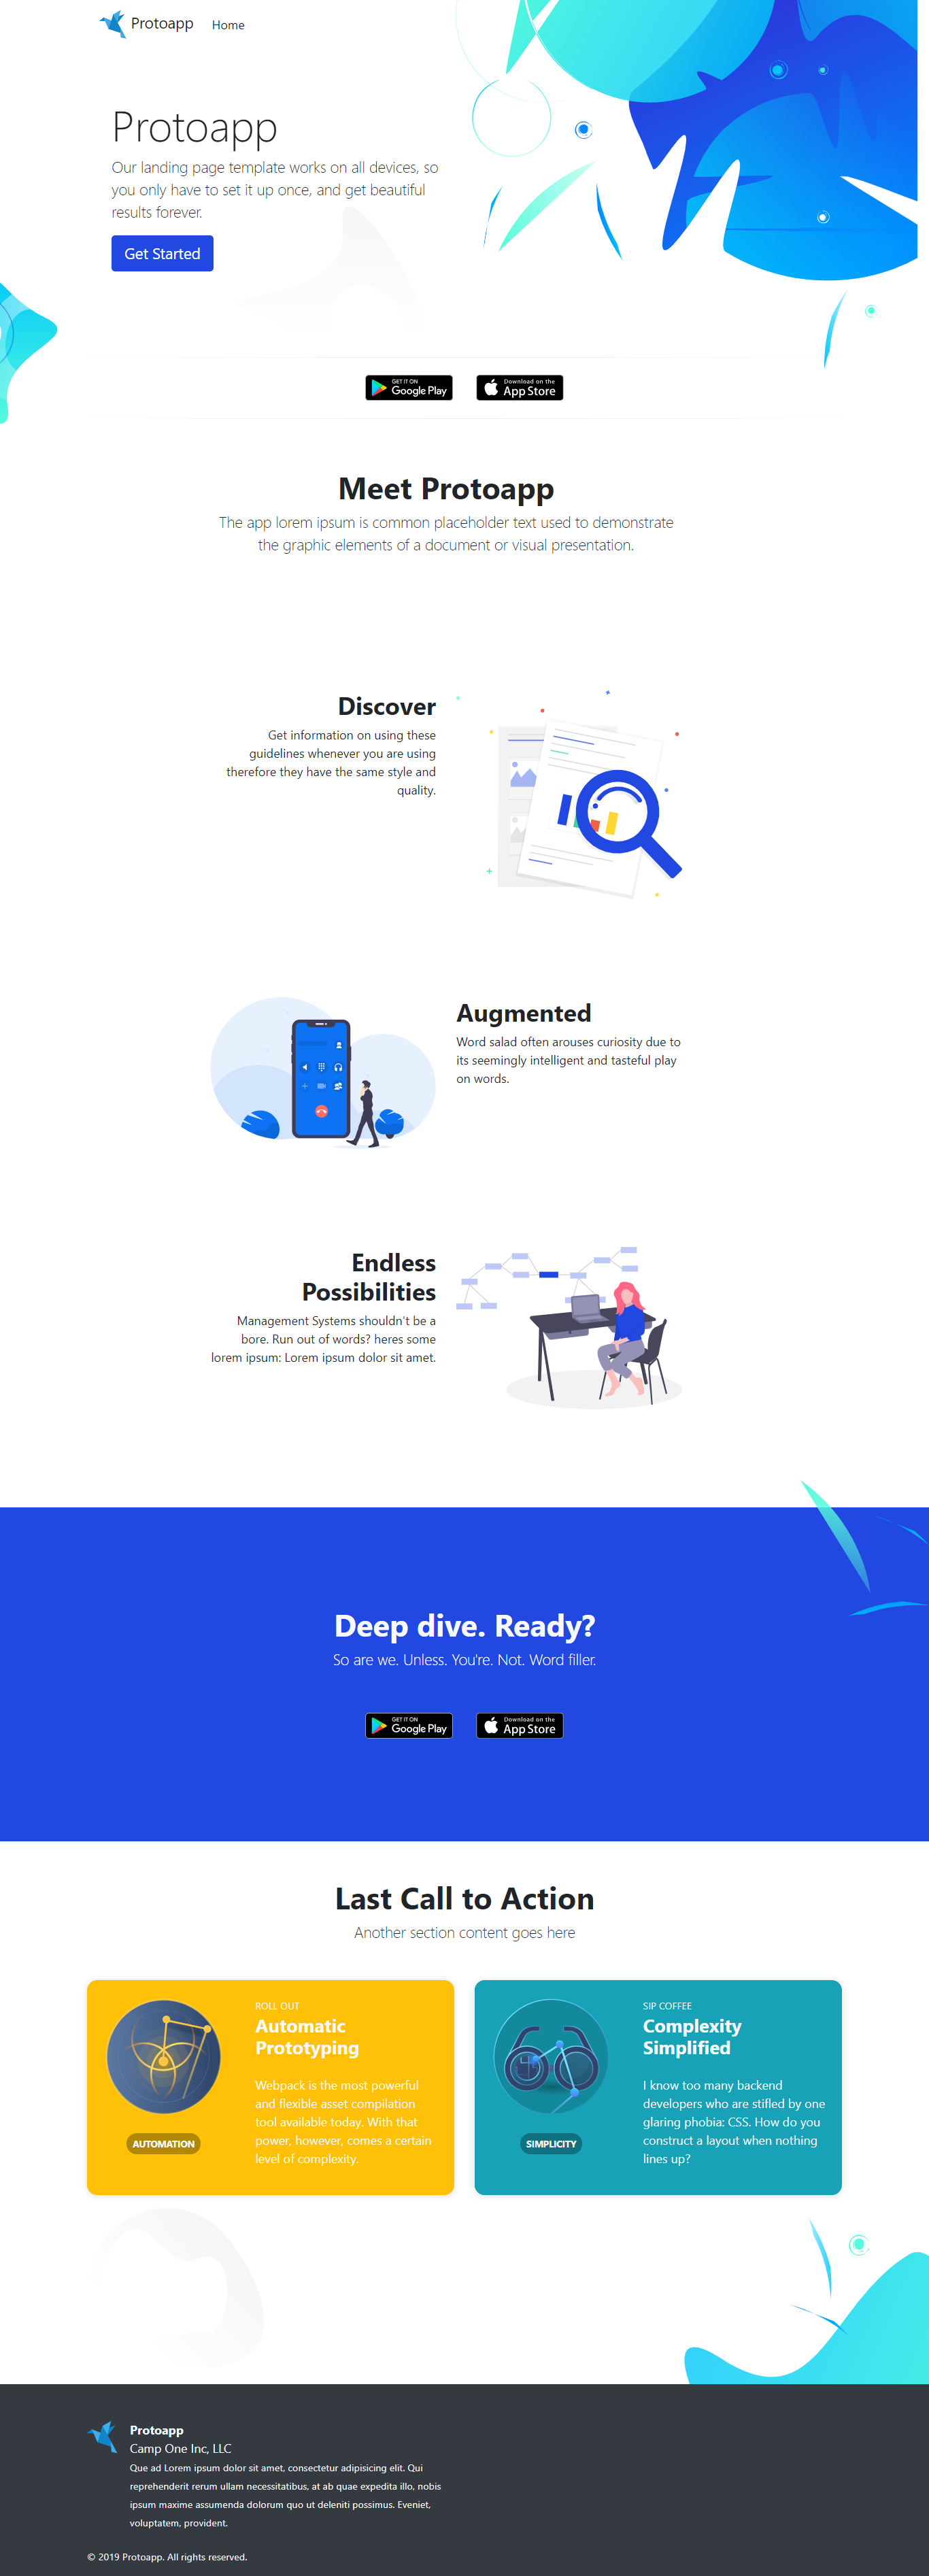 Protoapp
Home
Protoapp
Our landing page template works on all devices, so
you only have to set it up once, and get beautiful
results forever.
Get Started
GET IT ON
Google Play
Download on the
App Store
Meet Protoapp
The app lorem ipsum is common placeholder text used to demonstrate
the graphic elements of a document or visual presentation.
Discover
Get information on using these
guidelines whenever you are using
therefore they have the same style and
quality.
Augmented
Word salad often arouses curiosity due to
its seemingly intelligent and tasteful play
on words.
Endless
Possibilities
Management Systems shouldn't be a
bore. Run out of words? heres some
lorem ipsum: Lorem ipsum dolor sit amet.
Deep dive. Ready?
So are we. Unless. You're. Not. Word filler.
GET IT ON
Google Play
Download on the
App Store
Last Call to Action
Another section content goes here
ROLL OUT
Automatic
Prototyping
Webpack is the most powerful
and flexible asset compilation
tool available today. With that
power, however, comes a certain
level of complexity.
AUTOMATION
SIP COFFEE
Complexity
Simplified
I know too many backend
developers who are stifled by one
glaring phobia: CSS. How do you
construct a layout when nothing
lines up?
SIMPLICITY
Protoapp
Camp One Inc, LLC
Que ad Lorem ipsum dolor sit amet, consectetur adipisicing elit. Qui
reprehenderit rerum ullam necessitatibus, at ab quae expedita illo, nobis
ipsum maxime assumenda dolorum quo ut deleniti possimus. Eveniet,
voluptatem, provident.
© 2019 Protoapp. All rights reserved.